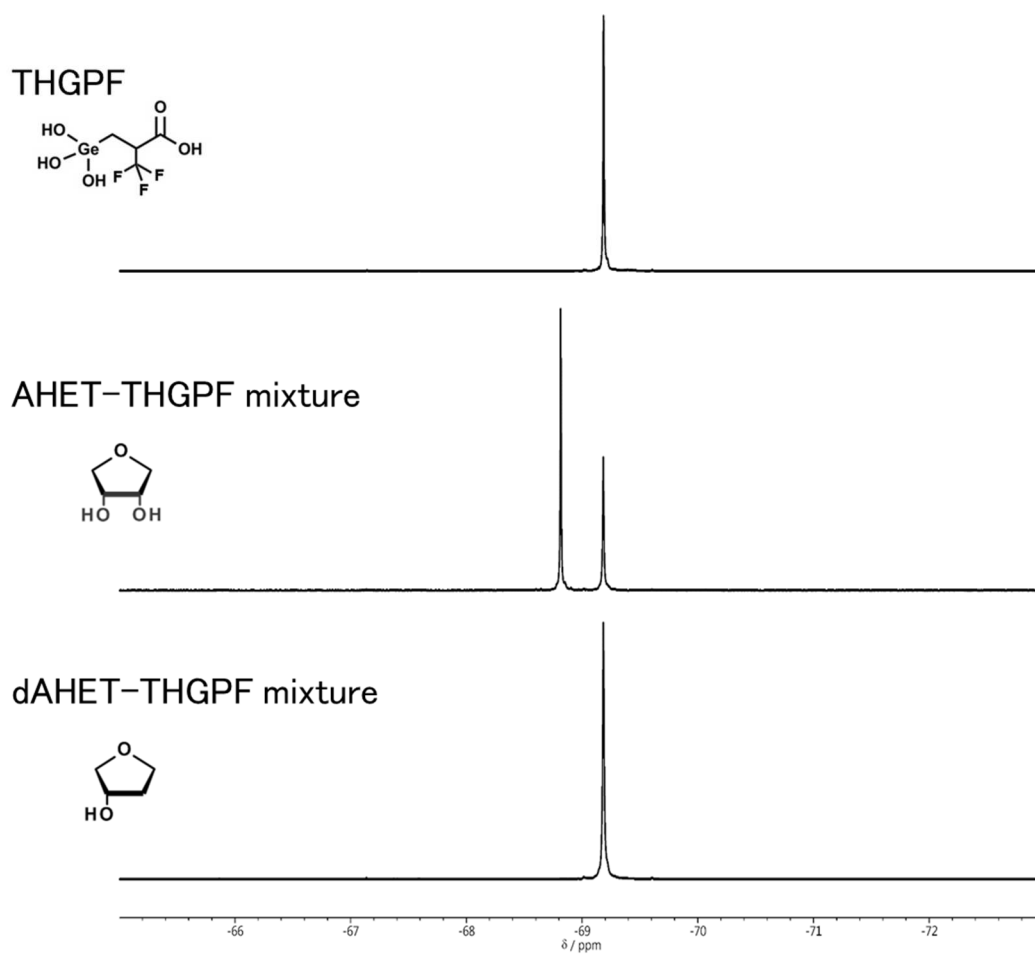 THGPF
O
HO
Ge
OH
HO
OH
F
F
F
AHET-THGPF mixture
O
HO
OH
dAHET-THGPF mixture
O
HO
-66 -67 -68 -69 -70 -71 -72
δ / ppm